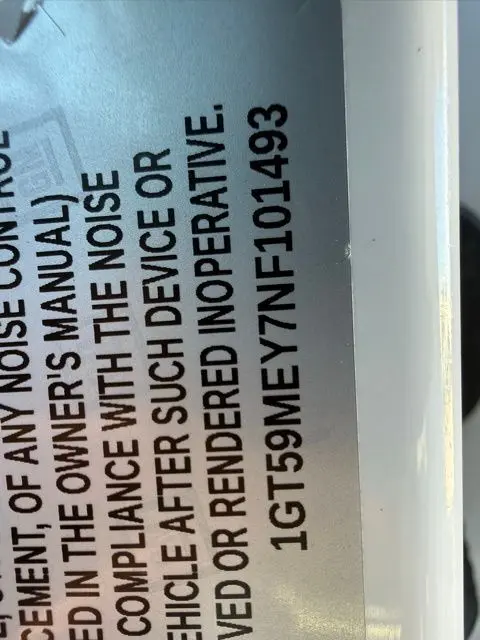 CEMENT, OF ANY NOISE CONTROL
ED IN THE OWNER'S MANUAL)
COMPLIANCE WITH THE NOISE
EHICLE AFTER SUCH DEVICE OR
VED OR RENDERED INOPERATIVE.
1GT59MEY7NF101493